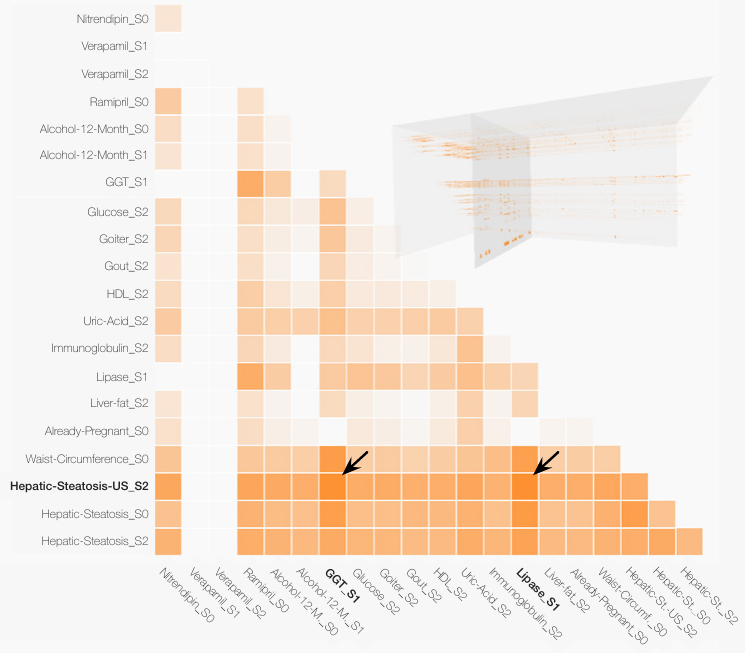 Nitrendipin_S0
Verapamil_S1
Verapamil_S2
Ramipril_S0
Alcohol-12-Month_S0
Alcohol-12-Month_S1
GGT_S1
Glucose_S2
Goiter_S2
Gout_S2
HDL_S2
Uric-Acid_S2
Immunoglobulin_S2
Lipase_S1
Liver-fat_S2
Already-Pregnant_S0
Waist-Circumference_S0
Hepatic-Steatosis-US_S2
Hepatic-Steatosis_S0
Hepatic-Steatosis_S2
Nitrendipin_S0
Verapamil_S1
Verapamil_S2
Ramipril_S0
Alcohol-12-M._S0
Alcohol-12-M._S1
GGT_S1
Glucose_S2
Goiter_S2
Gout_S2
HDL_S2
Uric-Acid_S2
Immunoglobulin_S2
Lipase_S1
Liver-fat_S2
Already-Pregnant_S0
Waist-Circumf._S0
Hepatic-St.-US_S2
Hepatic-St._S0
Hepatic-St._S2